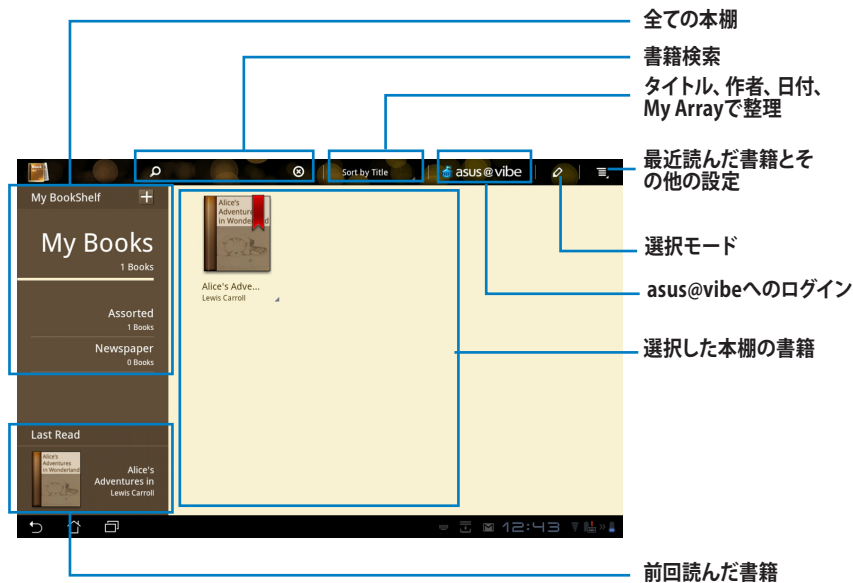 全ての本棚
書籍検索
タイトル、作者、日付、
My Arrayで整理
最近読んだ書籍とそ
の他の設定
選択モード
asus@vibeへのログイン
選択した本棚の書籍
前回読んだ書籍
Sort by Title
asus@vibe
My BookShelf
My Books
1 Books
Assorted
1 Books
Newspaper
0 Books
Alice's
Adventures
in Wonderland
Alice's Adve...
Lewis Carroll
Last Read
Alice's
Adventures
in Wonderland
Alice's
Adventures in
Lewis Carroll
12:43